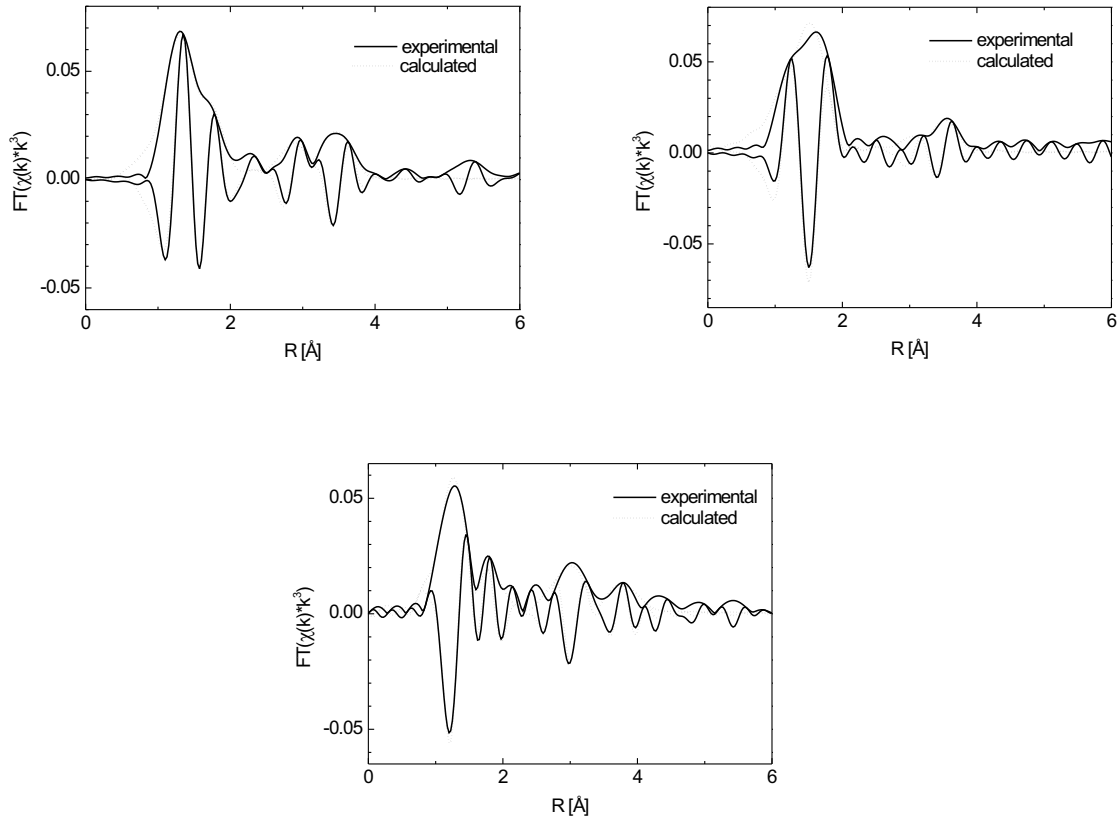 0.05
0.00
-0.05
FT(χ(k)*k³)
experimental
calculated
0 2 4 6
R [Å]
0.05
0.00
-0.05
FT(χ(k)*k³)
experimental
calculated
0 2 4 6
R [Å]
0.05
0.00
-0.05
FT(χ(k)*k³)
experimental
calculated
0 2 4 6
R [Å]